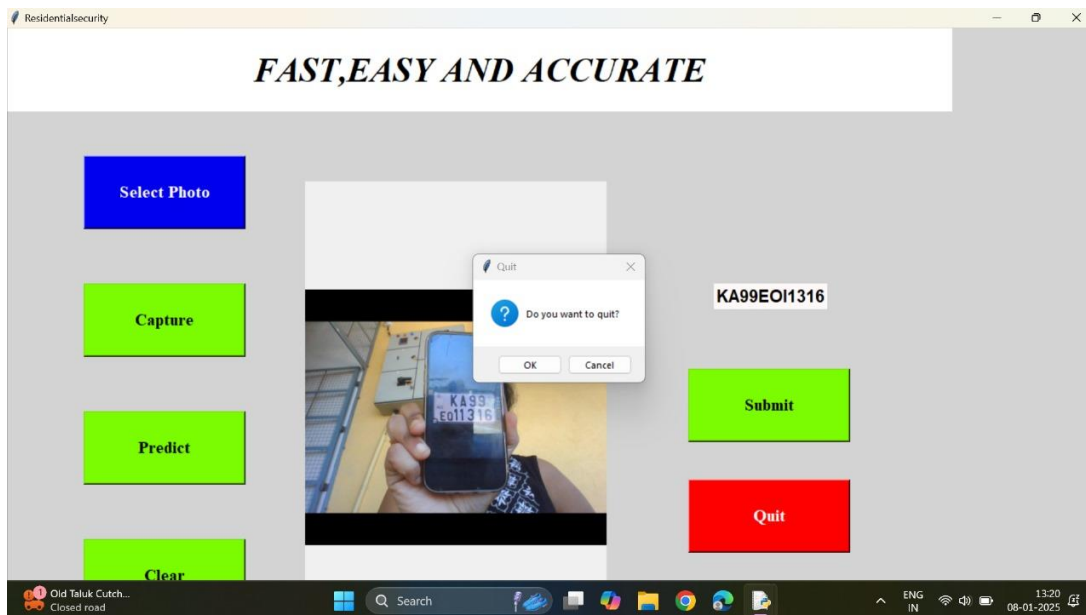 Residentialsecurity
FAST,EASY AND ACCURATE
Select Photo
Capture
Predict
Clear
Quit
Do you want to quit?
OK
Cancel
KA99
EO11316
KA99EOI1316
Submit
Quit
1
Old Taluk Cutch...
Closed road
Search
ENG
IN
13:20
08-01-2025